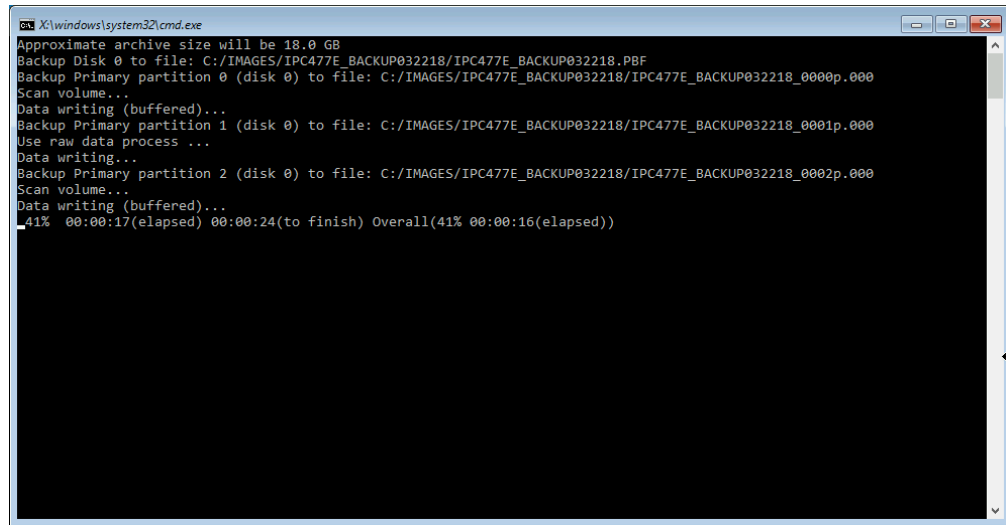 X:\windows\system32\cmd.exe
Approximate archive size will be 18.0 GB
Backup Disk 0 to file: C:/IMAGES/IPC477E_BACKUP032218/IPC477E_BACKUP032218.PBF
Backup Primary partition 0 (disk 0) to file: C:/IMAGES/IPC477E_BACKUP032218/IPC477E_BACKUP032218_0000p.000
Scan volume...
Data writing (buffered)...
Backup Primary partition 1 (disk 0) to file: C:/IMAGES/IPC477E_BACKUP032218/IPC477E_BACKUP032218_0001p.000
Use raw data process ...
Data writing...
Backup Primary partition 2 (disk 0) to file: C:/IMAGES/IPC477E_BACKUP032218/IPC477E_BACKUP032218_0002p.000
Scan volume...
Data writing (buffered)...
41%  00:00:17(elapsed) 00:00:24(to finish) Overall(41% 00:00:16(elapsed))